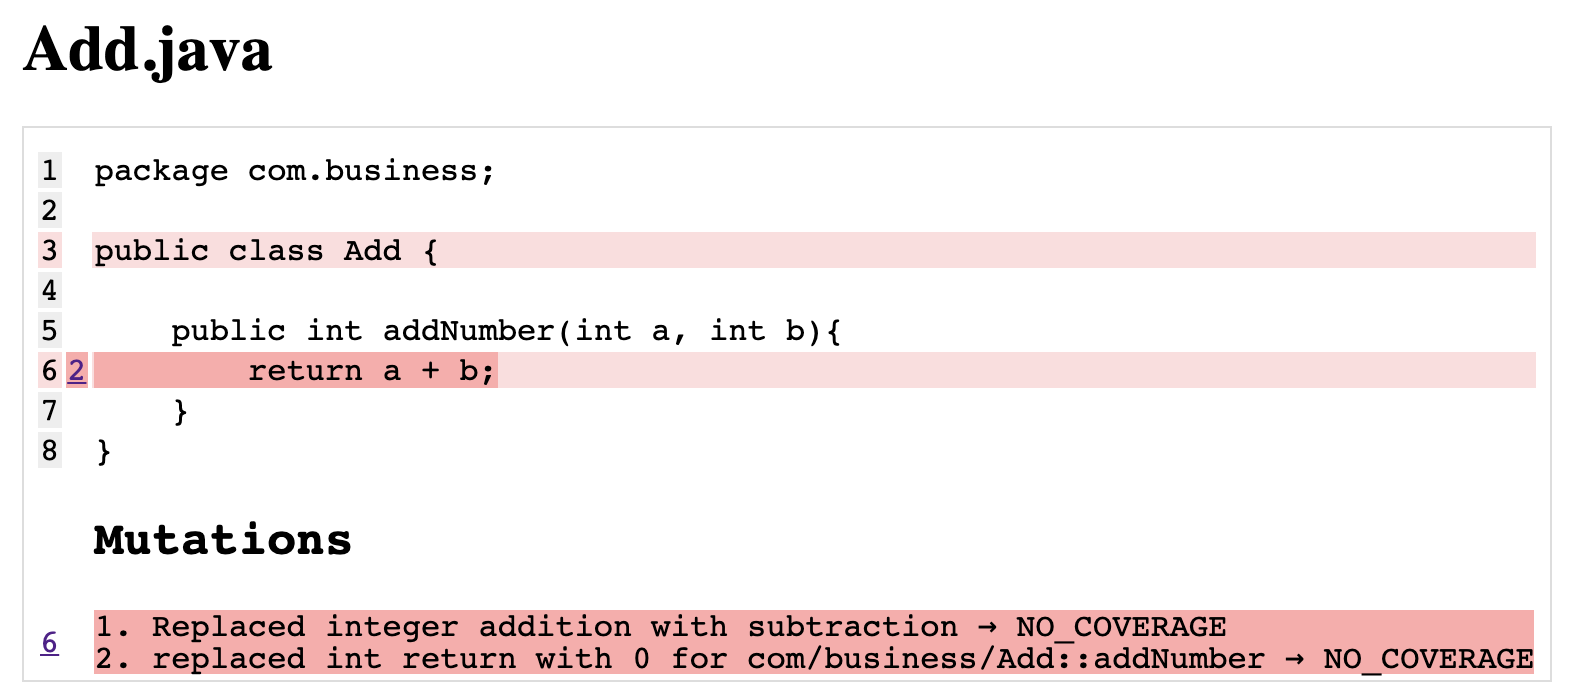 Add.java
1 package com.business;
2
3 public class Add {
4
5     public int addNumber(int a, int b){
6 2         return a + b;
7     }
8 }
Mutations
6 1. Replaced integer addition with subtraction → NO_COVERAGE
2. replaced int return with 0 for com/business/Add::addNumber → NO_COVERAGE